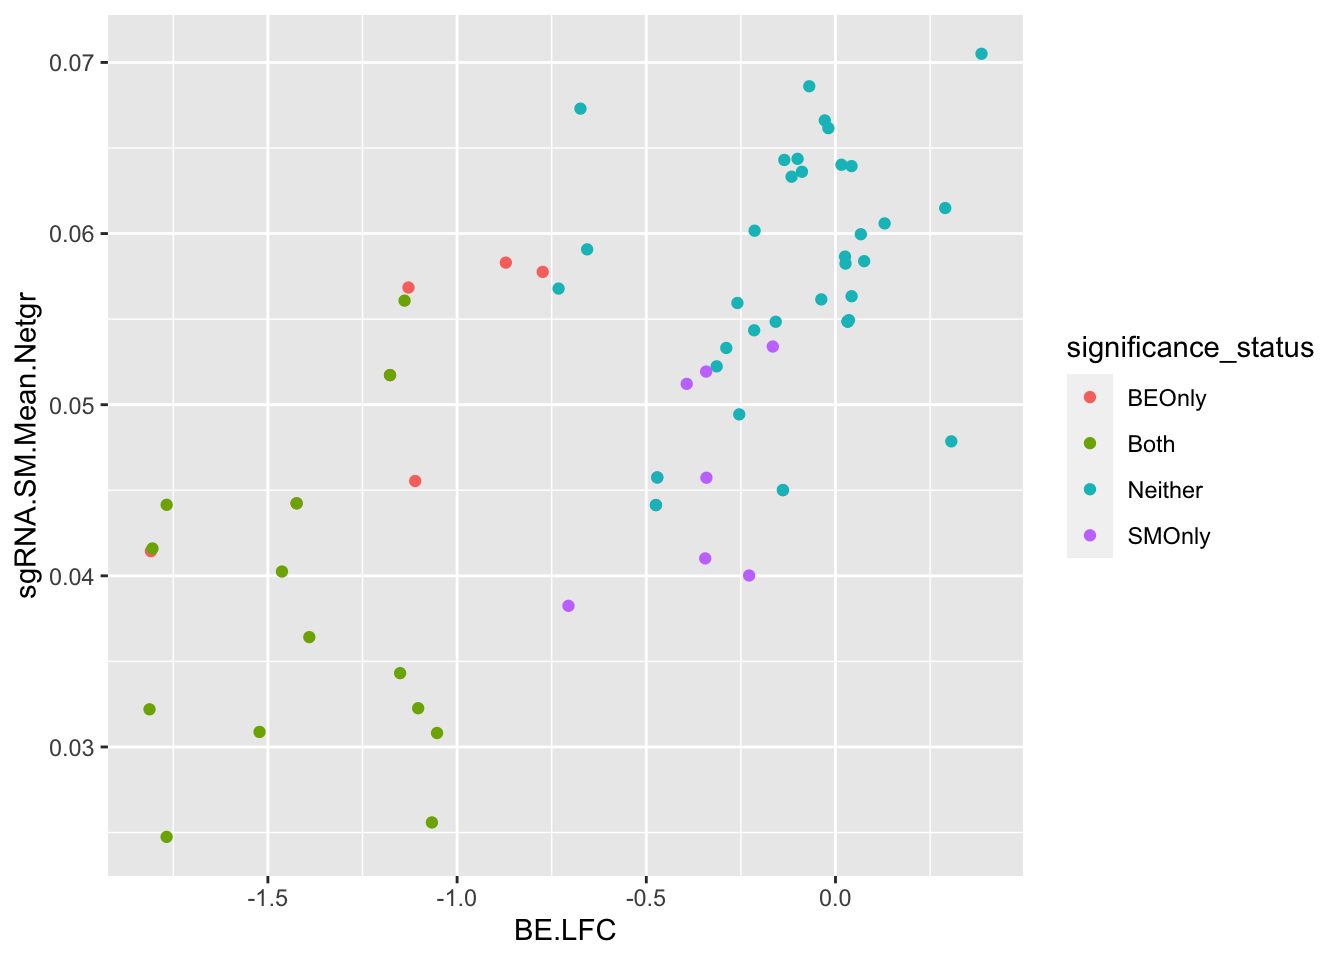 sgRNA.SM.Mean.Netgr
0.07
0.06
0.05
0.04
0.03
-1.5
-1.0
-0.5
0.0
BE.LFC
significance_status
BEOnly
Both
Neither
SMOnly